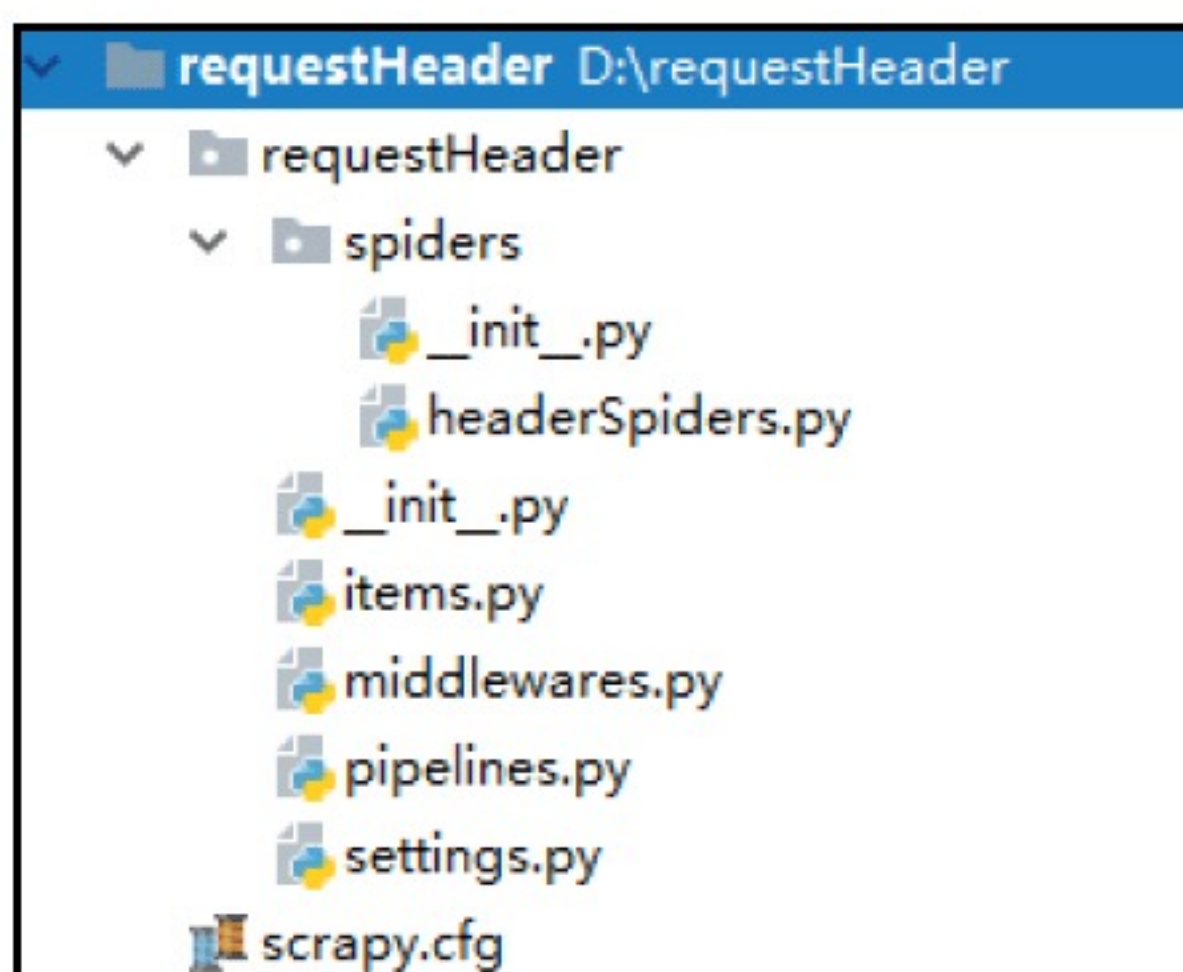 requestHeader D:\requestHeader
requestHeader
spiders
__init__.py
headerSpiders.py
__init__.py
items.py
middlewares.py
pipelines.py
settings.py
scrapy.cfg